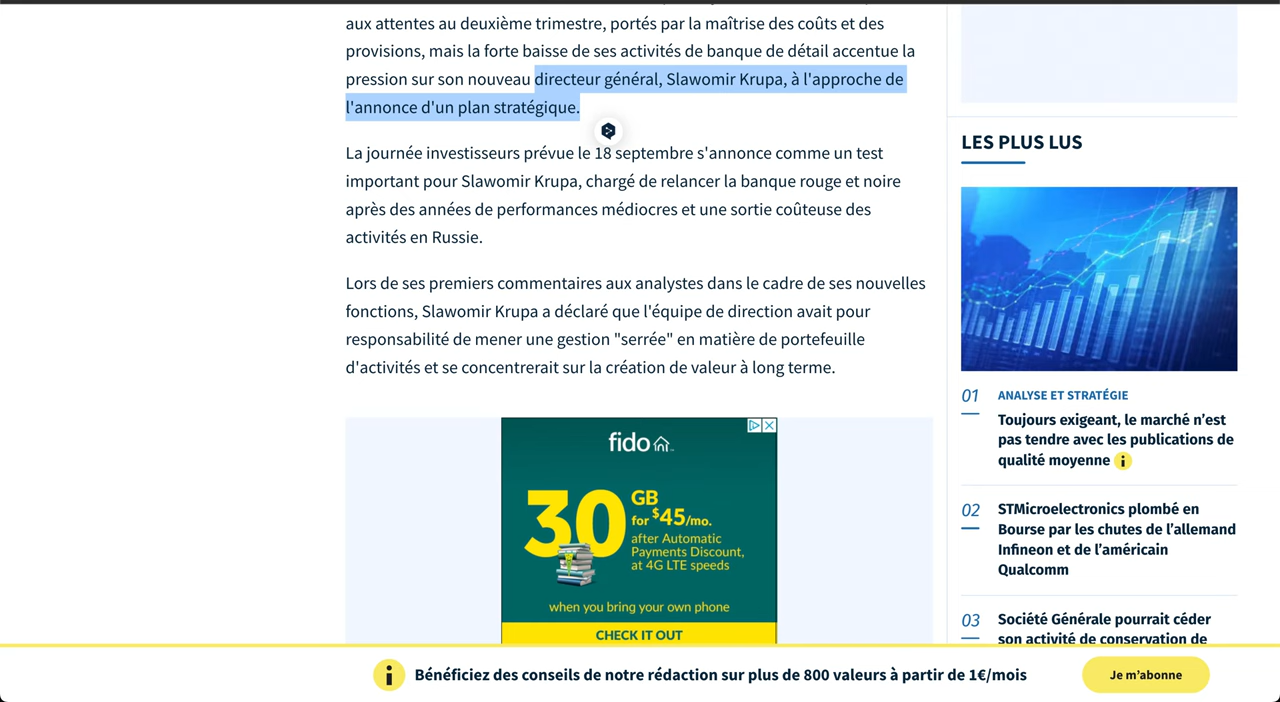 aux attentes au deuxième trimestre, portés par la maîtrise des coûts et des
provisions, mais la forte baisse de ses activités de banque de détail accentue la
pression sur son nouveau directeur général, Slawomir Krupa, à l'approche de
l'annonce d'un plan stratégique.
La journée investisseurs prévue le 18 septembre s'annonce comme un test
important pour Slawomir Krupa, chargé de relancer la banque rouge et noire
après des années de performances médiocres et une sortie coûteuse des
activités en Russie.
Lors de ses premiers commentaires aux analystes dans le cadre de ses nouvelles
fonctions, Slawomir Krupa a déclaré que l'équipe de direction avait pour
responsabilité de mener une gestion "serrée" en matière de portefeuille
d'activités et se concentrerait sur la création de valeur à long terme.
fido
30 GB
for $45/mo.
after Automatic
Payments Discount,
at 4G LTE speeds
when you bring your own phone
CHECK IT OUT
LES PLUS LUS
01 ANALYSE ET STRATÉGIE
Toujours exigeant, le marché n’est
pas tendre avec les publications de
qualité moyenne
02 STMicroelectronics plombé en
Bourse par les chutes de l’allemand
Infineon et de l’américain
Qualcomm
03 Société Générale pourrait céder
son activité de conservation de
Bénéficiez des conseils de notre rédaction sur plus de 800 valeurs à partir de 1€/mois
Je m’abonne